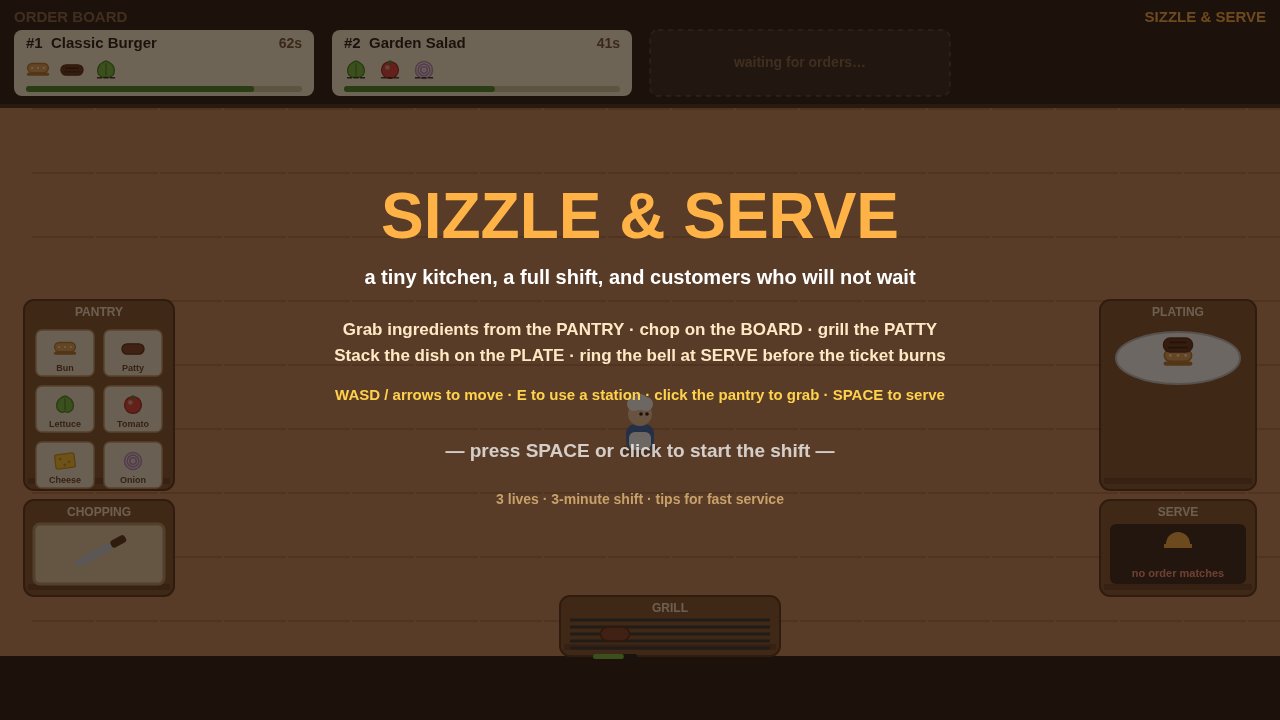 ORDER BOARD
SIZZLE & SERVE
#1 Classic Burger 62s
#2 Garden Salad 41s
waiting for orders…
SIZZLE & SERVE
a tiny kitchen, a full shift, and customers who will not wait
PANTRY
PLATING
Grab ingredients from the PANTRY · chop on the BOARD · grill the PATTY
Stack the dish on the PLATE · ring the bell at SERVE before the ticket burns
Bun
Patty
WASD / arrows to move · E to use a station · click the pantry to grab · SPACE to serve
Lettuce
Tomato
— press SPACE or click to start the shift —
Cheese
Onion
3 lives · 3-minute shift · tips for fast service
CHOPPING
SERVE
no order matches
GRILL